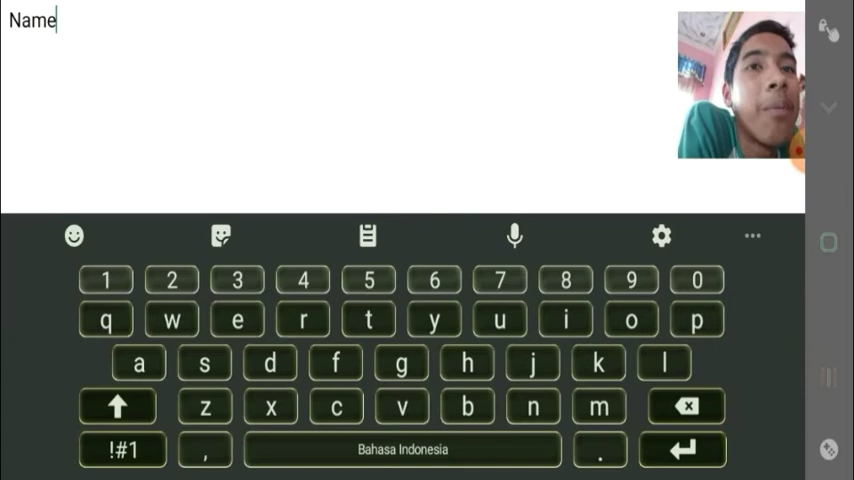 Name
1 2 3 4 5 6 7 8 9 0
q w e r t y u i o p
a s d f g h j k l
z x c v b n m
!#1 , Bahasa Indonesia .